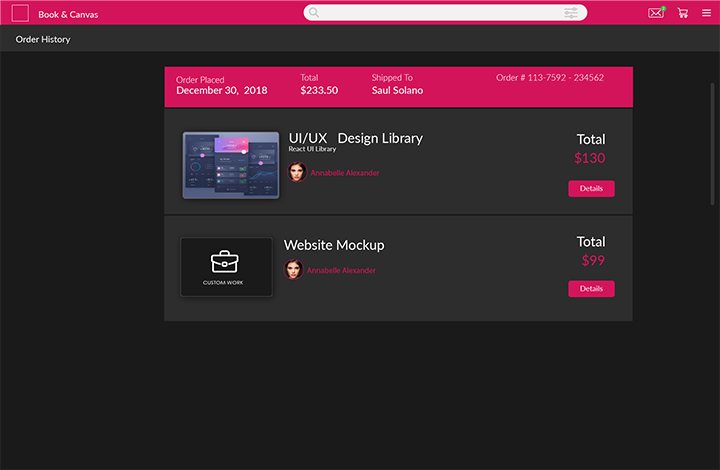 Book & Canvas
Order History
Order Placed
December 30, 2018
Total
$233.50
Shipped To
Saul Solano
Order # 113-7592 - 234562
UI/UX Design Library
React UI Library
Annabelle Alexander
Total
$130
Details
CUSTOM WORK
Website Mockup
Annabelle Alexander
Total
$99
Details